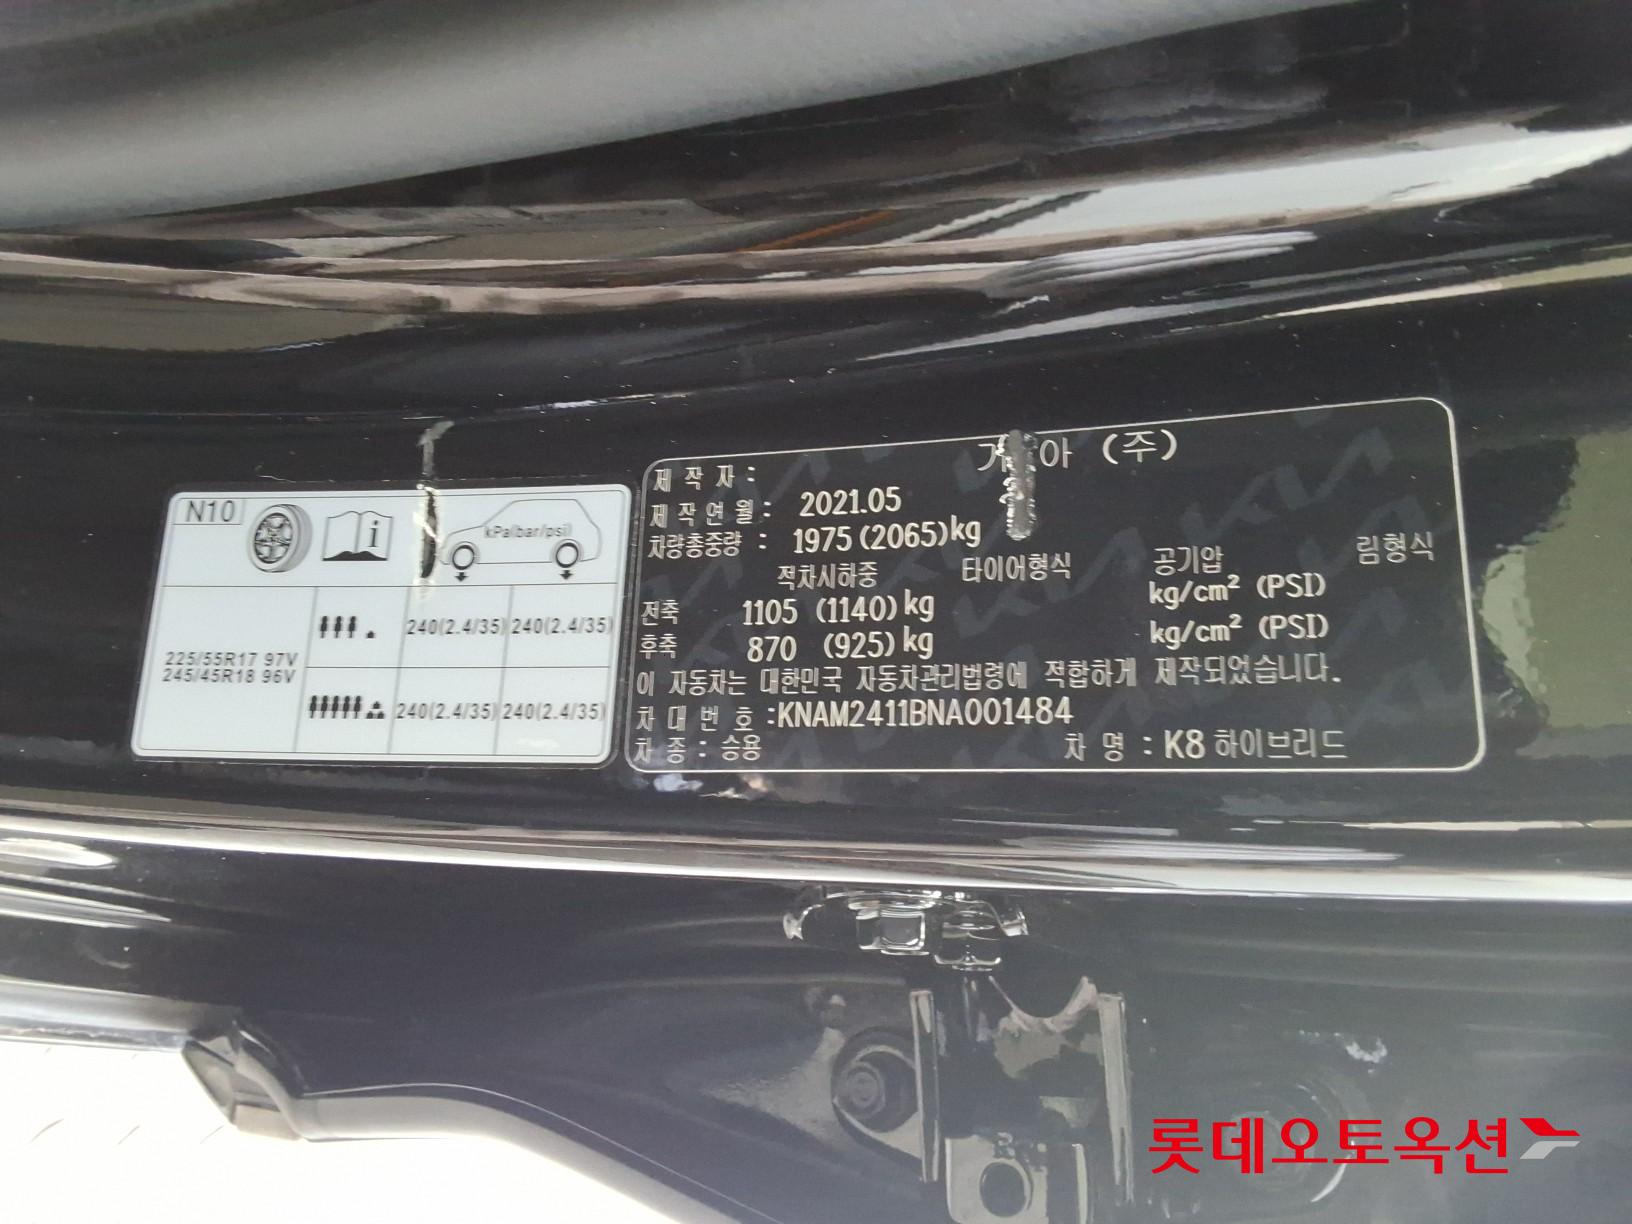 N10
i
kPa(bar/psi)
225/55R17 97V
245/45R18 96V
240(2.4/35) 240(2.4/35)
240(2.4/35) 240(2.4/35)
제 작 자 : 기아 (주)
제 작 연 월 : 2021.05
차량총중량 : 1975 (2065)kg
적차시하중 타이어형식 공기압 림형식
전축 1105 (1140) kg kg/cm² (PSI)
후축 870 (925) kg kg/cm² (PSI)
이 자동차는 대한민국 자동차관리법령에 적합하게 제작되었습니다.
차 대 번 호 :KNAM2411BNA001484
차 종 : 승용 차 명 : K8 하이브리드
롯데오토옥션